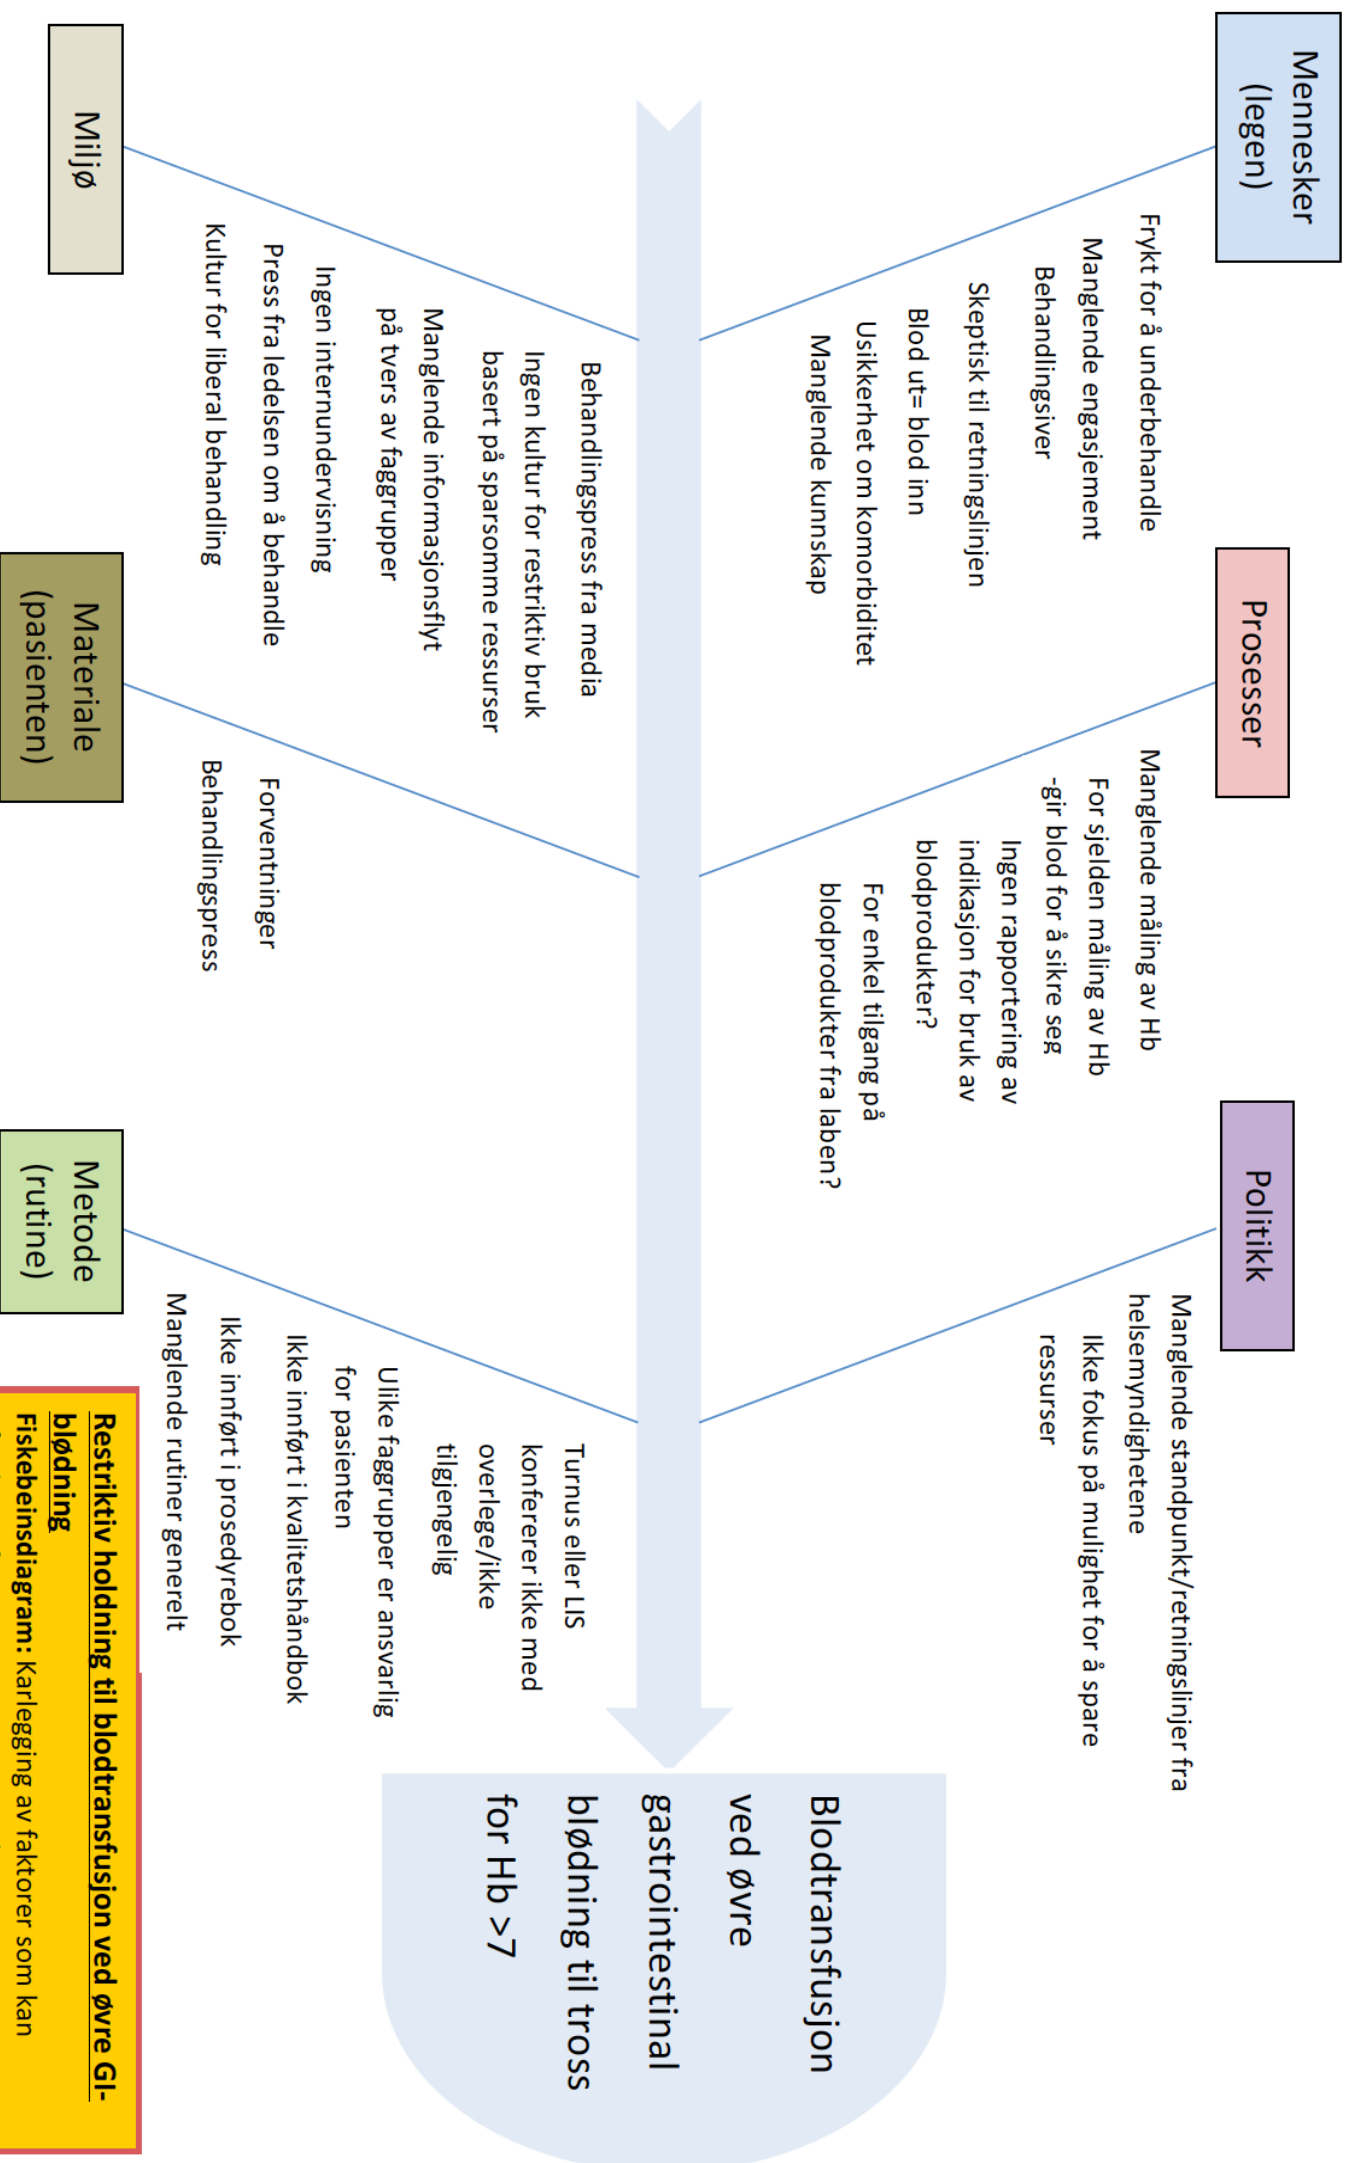 Mennesker
(legen)
Frykt for å underbehandle
Manglende engasjement
Behandlingsiver
Skeptisk til retningslinjen
Blod ut= blod inn
Usikkerhet om komorbiditet
Manglende kunnskap
Prosesser
Manglende måling av Hb
For sjelden måling av Hb
-gir blod for å sikre seg
Ingen rapportering av
indikasjon for bruk av
blodprodukter?
For enkel tilgang på
blodprodukter fra laben?
Politikk
Manglende standpunkt/retningslinjer fra
helsemyndighetene
Ikke fokus på mulighet for å spare
ressurser
Blodtransfusjon
ved øvre
gastrointestinal
blødning til tross
for Hb >7
Behandlingspress fra media
Ingen kultur for restriktiv bruk
basert på sparsomme ressurser
Manglende informasjonsflyt
på tvers av faggrupper
Ingen internundervisning
Press fra ledelsen om å behandle
Kultur for liberal behandling
Miljø
Forventninger
Behandlingspress
Materiale
(pasienten)
Turnus eller LIS
konfererer ikke med
overlege/ikke
tilgjengelig
Ulike faggrupper er ansvarlig
for pasienten
Ikke innført i kvalitetshåndbok
Ikke innført i prosedyrebok
Manglende rutiner generelt
Metode
(rutine)
Restriktiv holdning til blodtransfusjon ved øvre GI-
blødning
Fiskebeinsdiagram: Karlegging av faktorer som kan